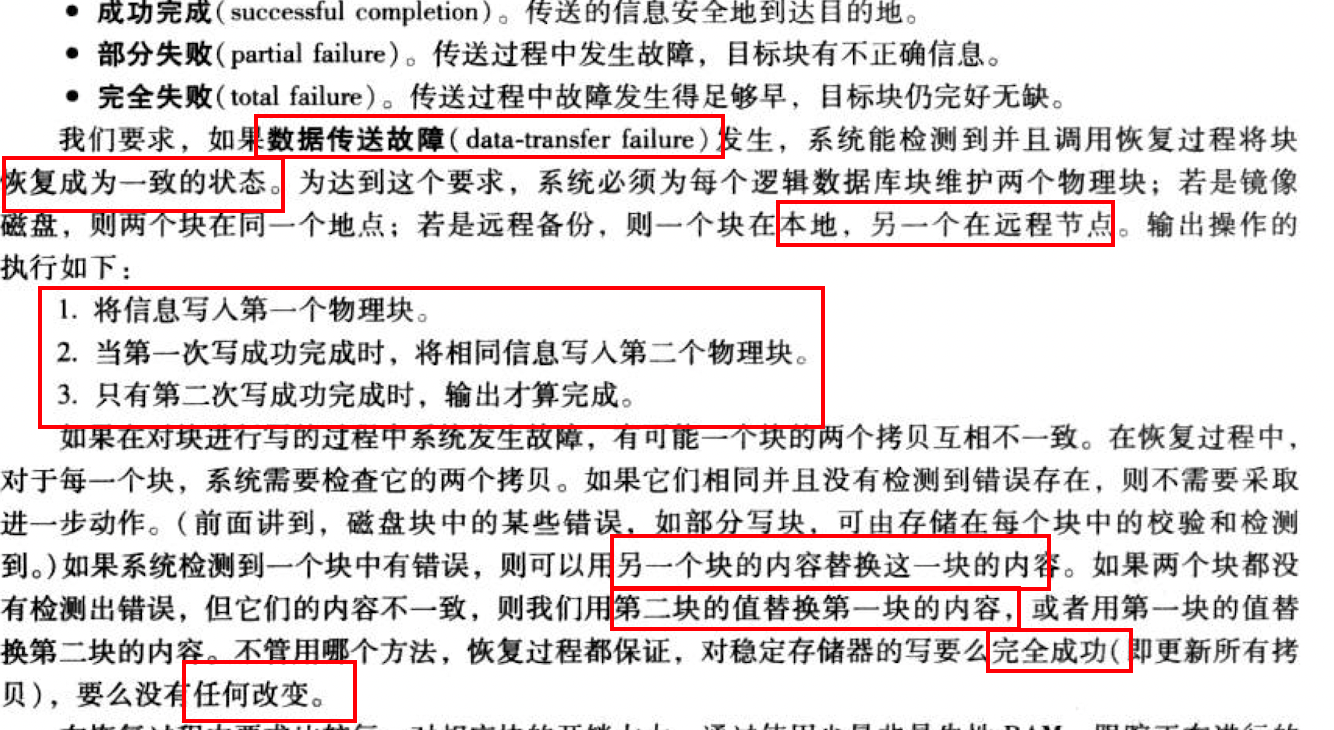 • 成功完成(successful completion)。传送的信息安全地到达目的地。
• 部分失败(partial failure)。传送过程中发生故障，目标块有不正确信息。
• 完全失败(total failure)。传送过程中故障发生得足够早，目标块仍完好无缺。
我们要求，如果数据传送故障(data-transfer failure)发生，系统能检测到并且调用恢复过程将块
恢复成为一致的状态。为达到这个要求，系统必须为每个逻辑数据库块维护两个物理块；若是镜像
磁盘，则两个块在同一个地点；若是远程备份，则一个块在本地，另一个在远程节点。输出操作的
执行如下：
1. 将信息写入第一个物理块。
2. 当第一次写成功完成时，将相同信息写入第二个物理块。
3. 只有第二次写成功完成时，输出才算完成。
如果在对块进行写的过程中系统发生故障，有可能一个块的两个拷贝互相不一致。在恢复过程中，
对于每一个块，系统需要检查它的两个拷贝。如果它们相同并且没有检测到错误存在，则不需要采取
进一步动作。(前面讲到，磁盘块中的某些错误，如部分写块，可由存储在每个块中的校验和检测
到。)如果系统检测到一个块中有错误，则可以用另一个块的内容替换这一块的内容。如果两个块都没
有检测出错误，但它们的内容不一致，则我们用第二块的值替换第一块的内容，或者用第一块的值替
换第二块的内容。不管用哪个方法，恢复过程都保证，对稳定存储器的写要么完全成功(即更新所有拷
贝)，要么没有任何改变。